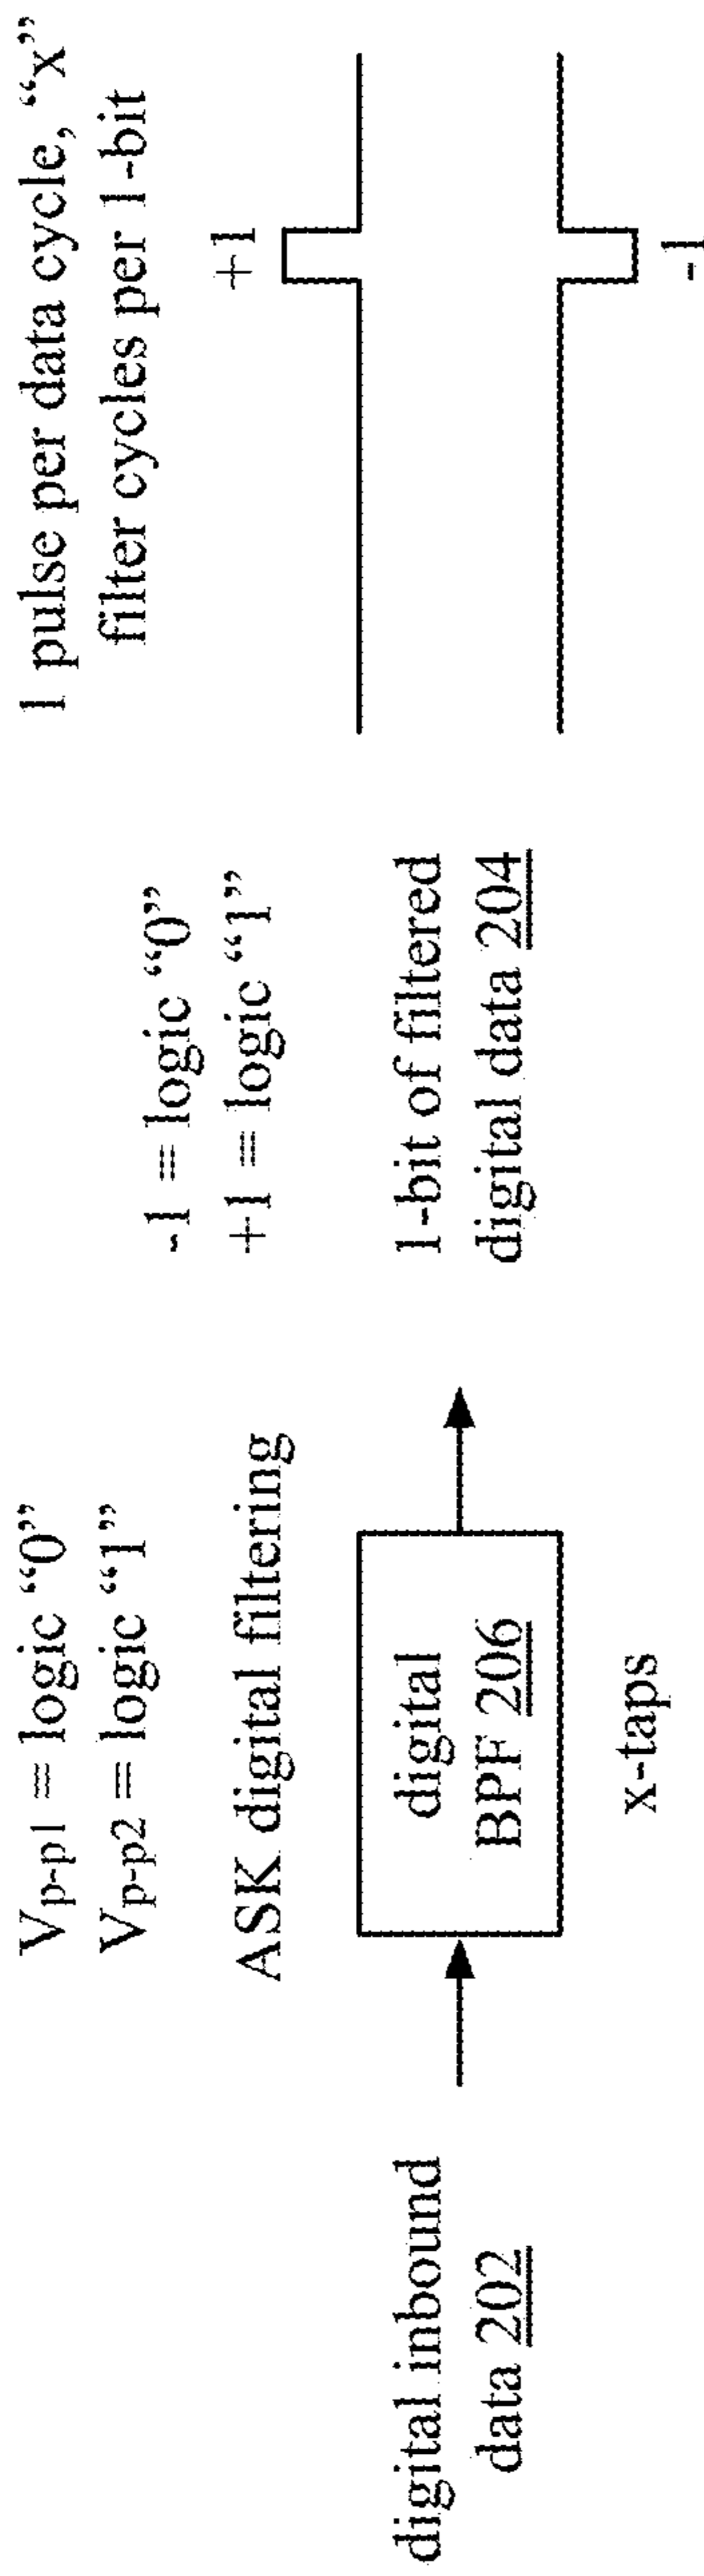 V p-p1 = logic “0”
V p-p2 = logic “1”
ASK digital filtering
digital inbound
data 202
digital
BPF 206
x-taps
-1 = logic “0”
+1 = logic “1”
1-bit of filtered
digital data 204
1 pulse per data cycle, “x”
filter cycles per 1-bit
+1
-1